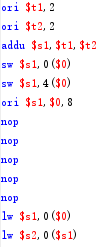 ori $t1,2
ori $t2,2
addu $s1,$t1,$t2
sw $s1,0($0)
sw $s1,4($0)
ori $s1,$0,8
nop
nop
nop
nop
nop
lw $s1,0($0)
lw $s2,0($s1)